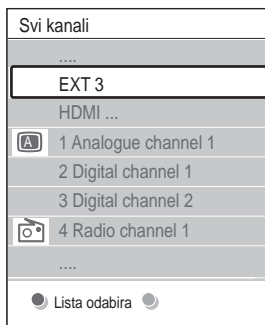 Svi kanali
....
EXT 3
HDMI ...
A 1 Analogue channel 1
2 Digital channel 1
3 Digital channel 2
4 Radio channel 1
....
Lista odabira